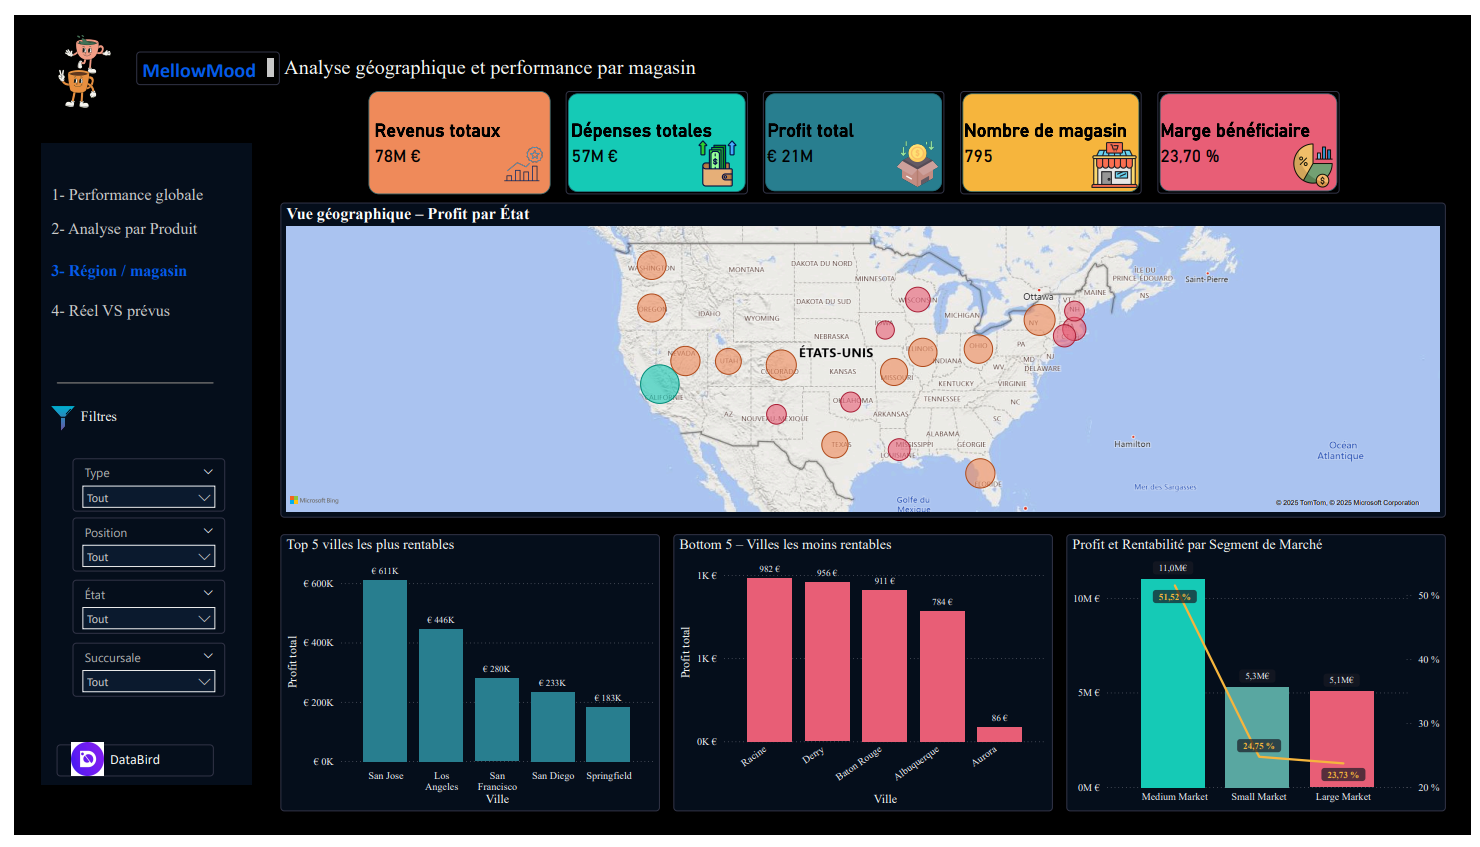 MellowMood
Analyse géographique et performance par magasin
Revenus totaux
78M €
Dépenses totales
57M €
Profit total
€ 21M
Nombre de magasin
795
Marge bénéficiaire
23,70 %
1- Performance globale
2- Analyse par Produit
3- Région / magasin
4- Réel VS prévus
Filtres
Type
Tout
Position
Tout
État
Tout
Succursale
Tout
DataBird
Vue géographique – Profit par État
WASHINGTON
MONTANA
DAKOTA DU NORD
MINNESOTA
Ottawa
VT
MAINE
ÎLE DU
PRINCE-ÉDOUARD
NS
Saint-Pierre
OREGON
IDAHO
WYOMING
DAKOTA DU SUD
WISCONSIN
MICHIGAN
NY
NH
IOWA
NEBRASKA
ÉTATS-UNIS
NEVADA
UTAH
COLORADO
KANSAS
ILLINOIS
INDIANA
OHIO
PA
NJ
MD
DELAWARE
WV
MISSOURI
KENTUCKY
VIRGINIE
CALIFORNIE
AZ
NOUVEAU-MEXIQUE
OKLAHOMA
ARKANSAS
TENNESSEE
NC
SC
TEXAS
MISSISSIPPI
ALABAMA
GÉORGIE
LOUISIANE
FLORIDE
Hamilton
Océan
Atlantique
Mer des Sargasses
Golfe du
Mexique
Microsoft Bing
© 2025 TomTom, © 2025 Microsoft Corporation
Top 5 villes les plus rentables
Profit total
€ 600K
€ 400K
€ 200K
€ 0K
€ 611K
€ 446K
€ 280K
€ 233K
€ 183K
San Jose
Los
Angeles
San
Francisco
San Diego
Springfield
Ville
Bottom 5 – Villes les moins rentables
Profit total
1K €
1K €
0K €
982 €
956 €
911 €
784 €
86 €
Racine
Derry
Baton Rouge
Albuquerque
Aurora
Ville
Profit et Rentabilité par Segment de Marché
10M €
5M €
0M €
11,0M€
51,52 %
5,3M€
24,75 %
5,1M€
23,73 %
50 %
40 %
30 %
20 %
Medium Market
Small Market
Large Market